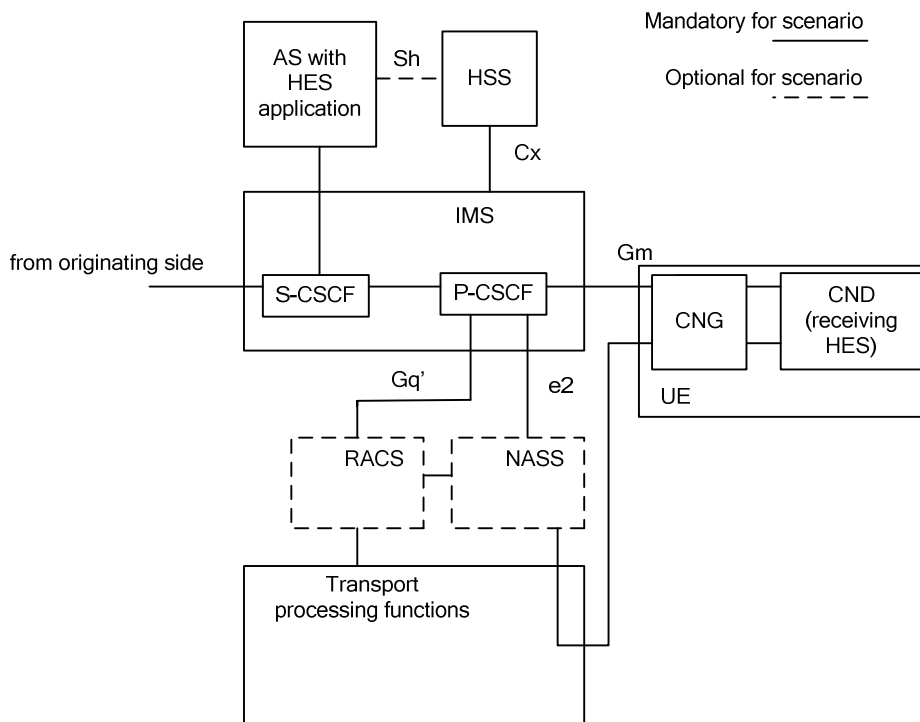 Mandatory for scenario
Optional for scenario
AS with
HES
application
Sh
HSS
Cx
IMS
from originating side
S-CSCF
P-CSCF
Gm
CNG
CND
(receiving
HES)
UE
Gq’
e2
RACS
NASS
Transport
processing functions